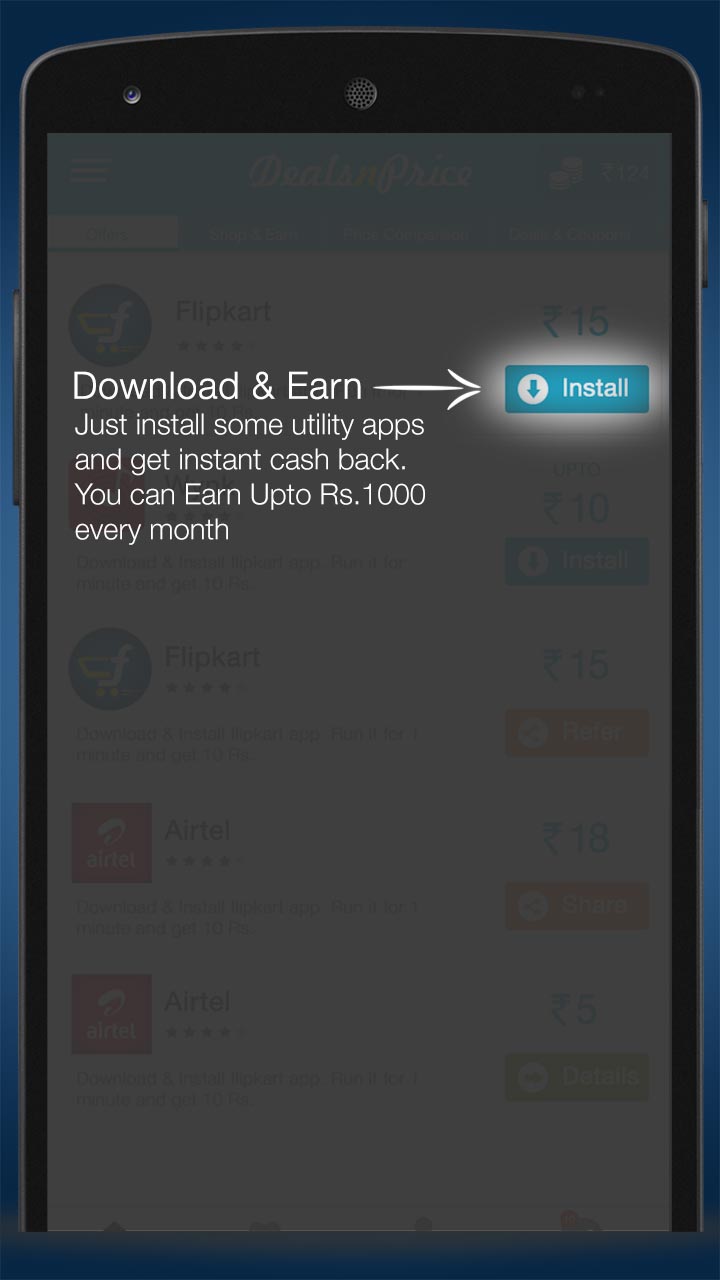 DealsnPrice
₹124
Offers
Shop & Earn
Price Comparison
Deals & Coupons
Flipkart
₹15
Install
Download & Earn
Just install some utility apps
and get instant cash back.
You can Earn Upto Rs.1000
every month
UPTO
₹10
Install
Download & Install flipkart app. Run it for
minute and get 10 Rs..
Flipkart
₹15
Refer
Download & Install flipkart app. Run it for 1
minute and get 10 Rs..
airtel
Airtel
₹18
Share
Download & Install flipkart app. Run it for 1
minute and get 10 Rs..
airtel
Airtel
₹5
Details
Download & Install flipkart app. Run it for 1
minute and get 10 Rs..